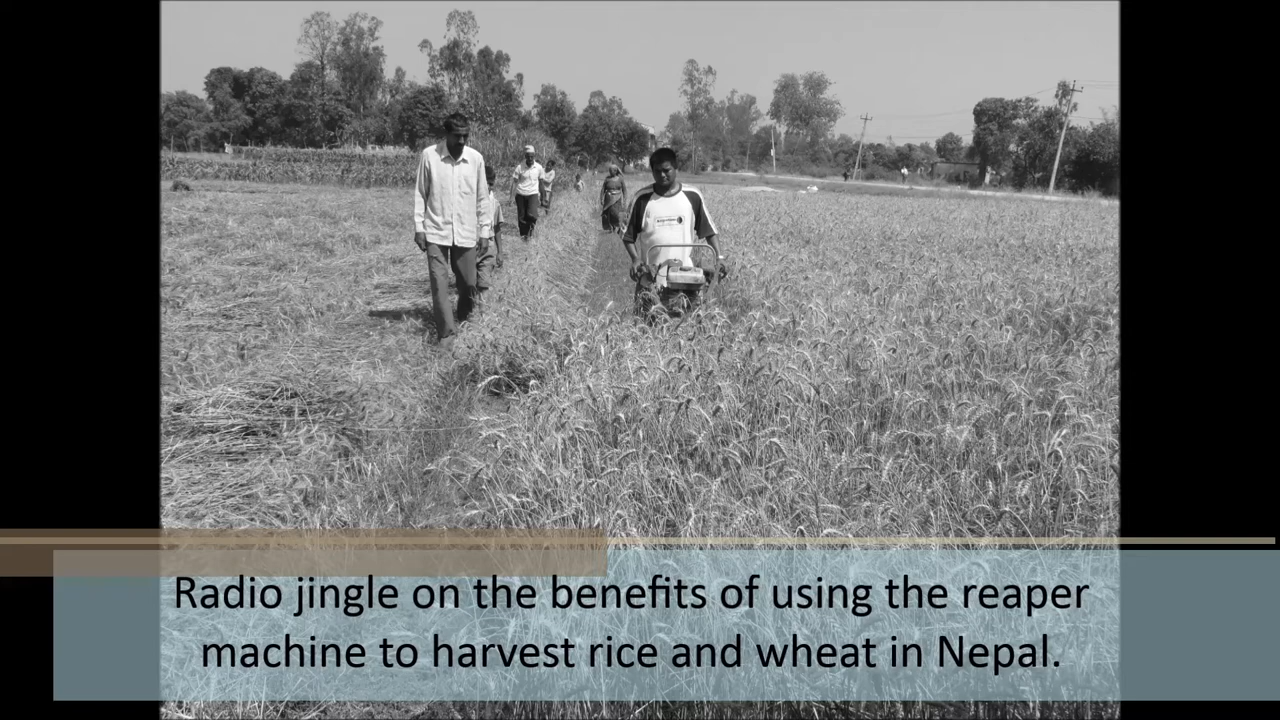 Radio jingle on the benefits of using the reaper
machine to harvest rice and wheat in Nepal.